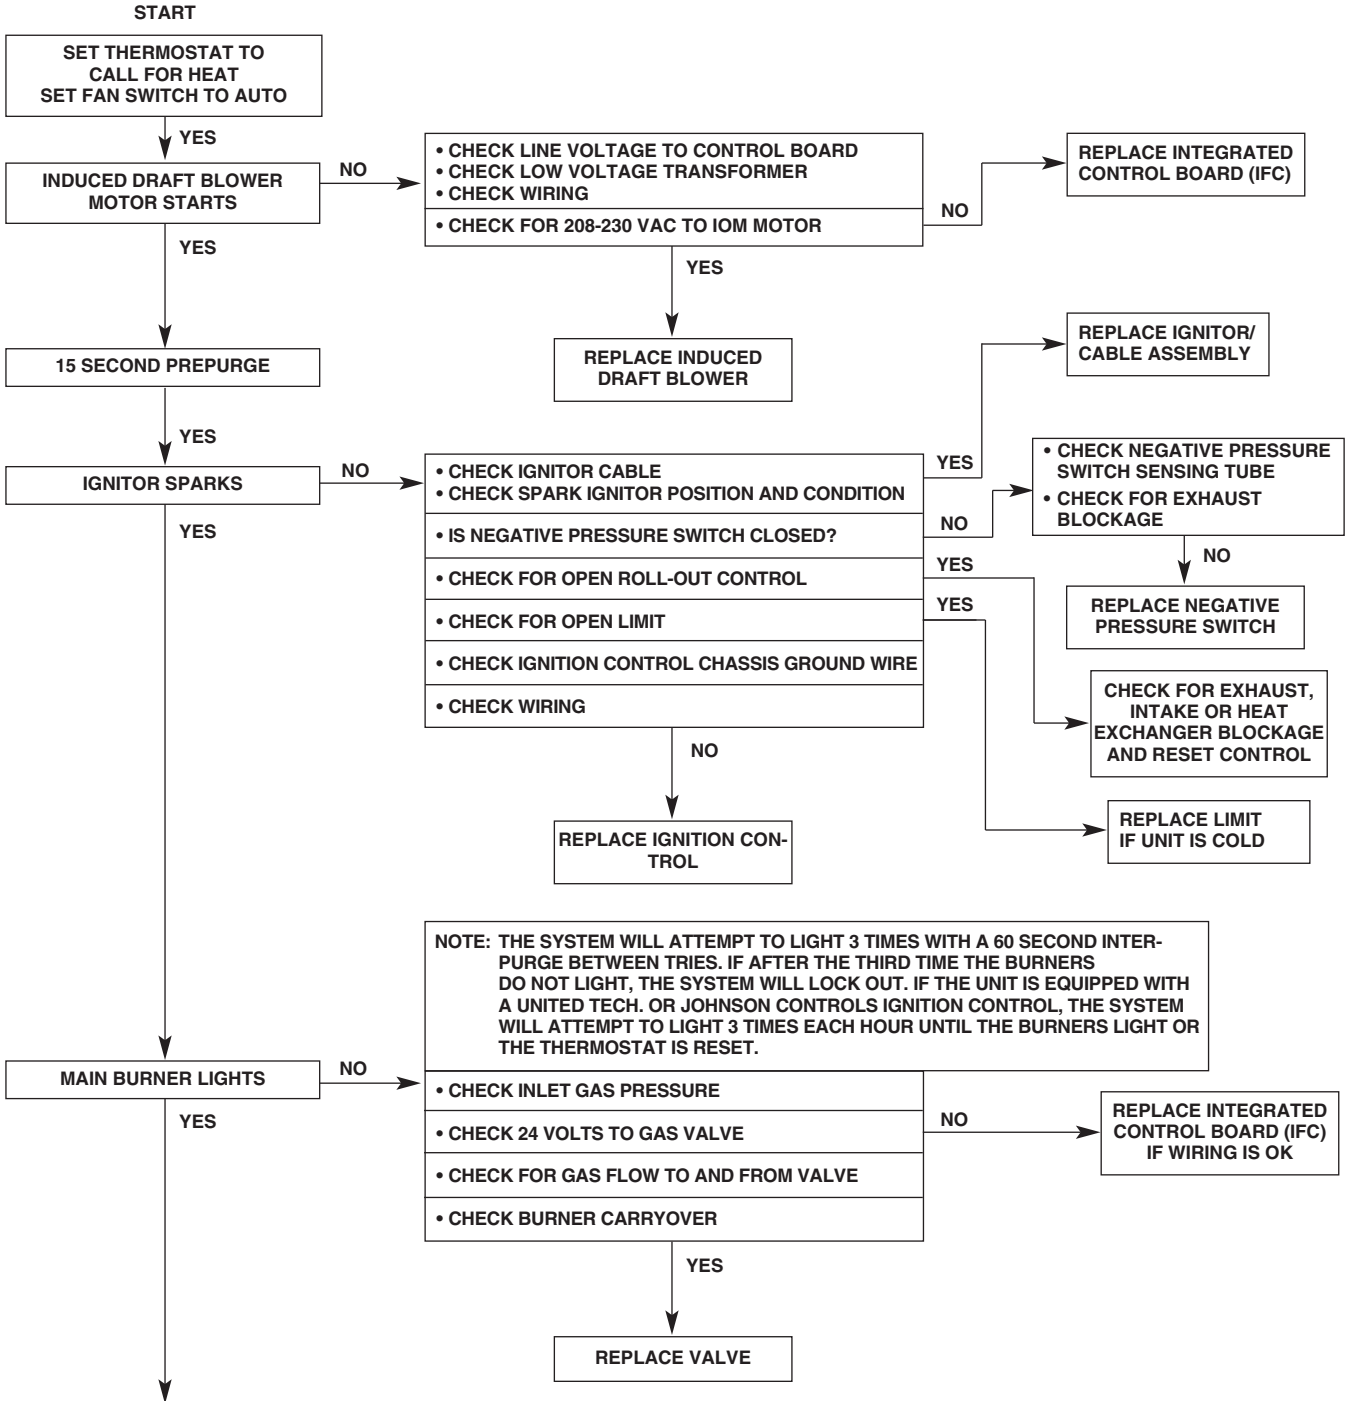 START
SET THERMOSTAT TO
CALL FOR HEAT
SET FAN SWITCH TO AUTO
YES
INDUCED DRAFT BLOWER
MOTOR STARTS
NO
• CHECK LINE VOLTAGE TO CONTROL BOARD
• CHECK LOW VOLTAGE TRANSFORMER
• CHECK WIRING
• CHECK FOR 208-230 VAC TO IOM MOTOR
NO
REPLACE INTEGRATED
CONTROL BOARD (IFC)
YES
REPLACE INDUCED
DRAFT BLOWER
YES
15 SECOND PREPURGE
YES
IGNITOR SPARKS
NO
• CHECK IGNITOR CABLE
• CHECK SPARK IGNITOR POSITION AND CONDITION
YES
REPLACE IGNITOR/
CABLE ASSEMBLY
• IS NEGATIVE PRESSURE SWITCH CLOSED?
NO
• CHECK NEGATIVE PRESSURE
SWITCH SENSING TUBE
• CHECK FOR EXHAUST
BLOCKAGE
NO
REPLACE NEGATIVE
PRESSURE SWITCH
• CHECK FOR OPEN ROLL-OUT CONTROL
YES
CHECK FOR EXHAUST,
INTAKE OR HEAT
EXCHANGER BLOCKAGE
AND RESET CONTROL
• CHECK FOR OPEN LIMIT
YES
REPLACE LIMIT
IF UNIT IS COLD
• CHECK IGNITION CONTROL CHASSIS GROUND WIRE
• CHECK WIRING
NO
REPLACE IGNITION CON-
TROL
YES
NOTE: THE SYSTEM WILL ATTEMPT TO LIGHT 3 TIMES WITH A 60 SECOND INTER-
PURGE BETWEEN TRIES. IF AFTER THE THIRD TIME THE BURNERS
DO NOT LIGHT, THE SYSTEM WILL LOCK OUT. IF THE UNIT IS EQUIPPED WITH
A UNITED TECH. OR JOHNSON CONTROLS IGNITION CONTROL, THE SYSTEM
WILL ATTEMPT TO LIGHT 3 TIMES EACH HOUR UNTIL THE BURNERS LIGHT OR
THE THERMOSTAT IS RESET.
MAIN BURNER LIGHTS
NO
• CHECK INLET GAS PRESSURE
• CHECK 24 VOLTS TO GAS VALVE
NO
REPLACE INTEGRATED
CONTROL BOARD (IFC)
IF WIRING IS OK
• CHECK FOR GAS FLOW TO AND FROM VALVE
• CHECK BURNER CARRYOVER
YES
REPLACE VALVE
YES